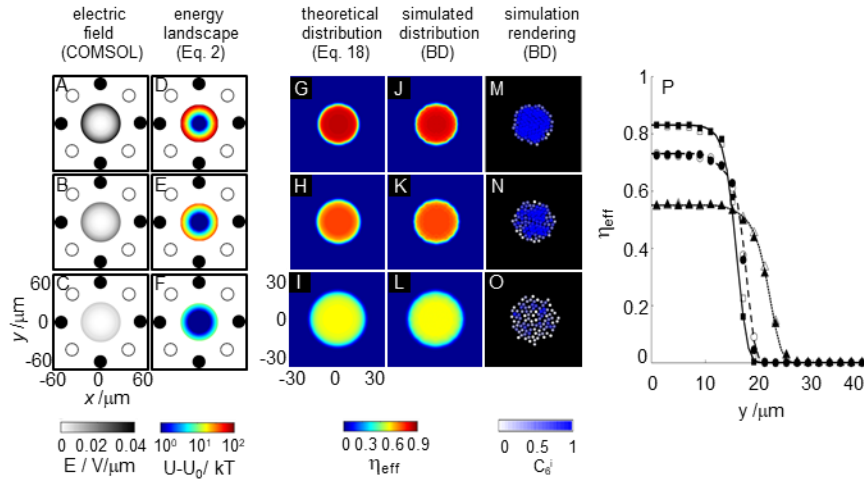 electric
field
(COMSOL)
energy
landscape
(Eq. 2)
theoretical
distribution
(Eq. 18)
simulated
distribution
(BD)
simulation
rendering
(BD)
A
D
G
J
M
B
E
H
K
N
C
F
I
L
O
60
0
-60
y /μm
-60 0 60
x /μm
30
0
-30
-30 0 30
0 0.02 0.04
E / V/μm
10⁰ 10¹ 10²
U-U₀/ kT
0 0.3 0.6 0.9
ηeff
0 0.5 1
C₆ⁱ
P
1
0.8
0.6
0.4
0.2
0
ηeff
0 10 20 30 40
y /μm